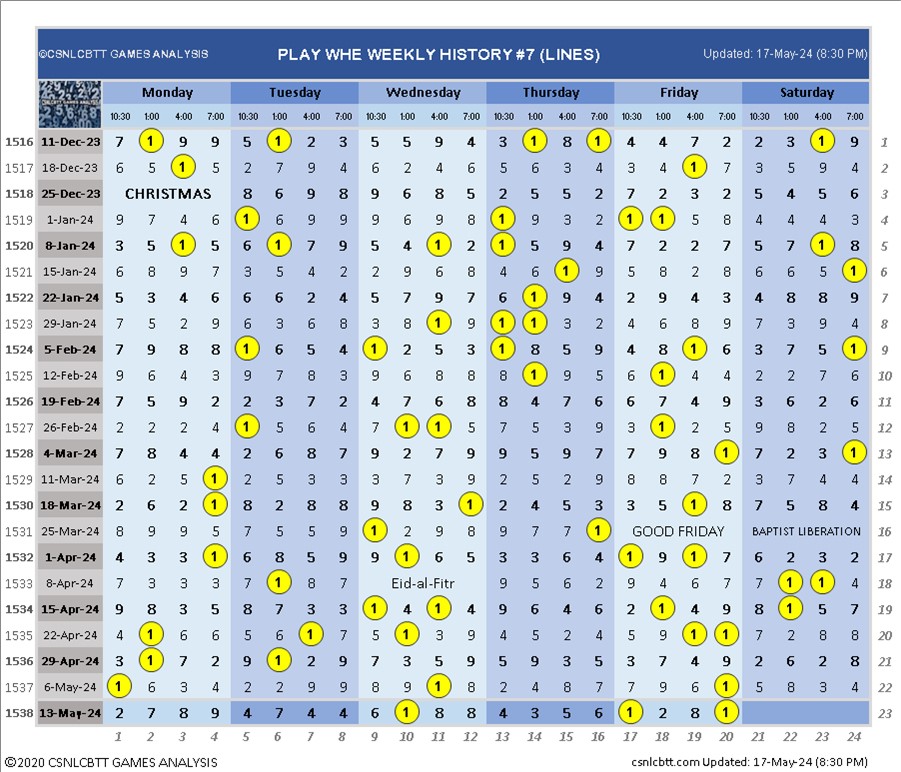 ©CSNLCBTT GAMES ANALYSIS PLAY WHE WEEKLY HISTORY #7 (LINES) Updated: 17-May-24 (8:30 PM)
Monday Tuesday Wednesday Thursday Friday Saturday
10:30 1:00 4:00 7:00 10:30 1:00 4:00 7:00 10:30 1:00 4:00 7:00 10:30 1:00 4:00 7:00 10:30 1:00 4:00 7:00 10:30 1:00 4:00 7:00
1516 11-Dec-23 7 1 9 9 5 1 2 3 5 5 9 4 3 1 8 1 4 4 7 2 2 3 1 9 1
1517 18-Dec-23 6 5 1 5 2 7 9 4 6 2 4 6 5 6 3 4 3 4 1 7 4 5 9 4 2
1518 25-Dec-23 CHRISTMAS 8 6 9 8 9 6 8 5 2 5 5 2 7 2 3 2 5 4 5 6 3
1519 1-Jan-24 9 7 4 6 1 6 9 9 9 6 9 8 1 9 3 2 1 1 5 8 4 4 4 3 4
1520 8-Jan-24 3 5 1 5 6 1 7 9 5 4 1 2 1 5 9 4 7 2 2 7 5 7 1 8 5
1521 15-Jan-24 6 8 9 7 3 5 4 2 2 9 6 8 4 6 1 9 5 8 2 8 6 6 5 1 6
1522 22-Jan-24 5 3 4 6 6 6 2 4 5 7 9 7 6 1 9 4 2 9 4 3 4 8 8 9 7
1523 29-Jan-24 7 5 2 9 6 3 6 8 3 8 1 9 1 1 3 2 4 6 8 9 7 3 9 4 8
1524 5-Feb-24 7 9 8 8 1 6 5 4 1 2 5 3 1 8 5 9 4 8 1 6 3 7 5 1 9
1525 12-Feb-24 9 6 4 3 9 7 8 3 9 6 8 8 8 1 9 5 6 1 4 4 2 2 7 6 10
1526 19-Feb-24 7 5 9 2 2 3 7 2 4 7 6 8 8 4 7 6 6 7 4 9 3 6 2 6 11
1527 26-Feb-24 2 2 2 4 1 5 6 4 7 1 1 5 7 5 3 9 3 1 2 5 9 8 2 5 12
1528 4-Mar-24 7 8 4 4 2 6 8 7 9 2 7 9 9 5 9 7 7 9 8 1 7 2 3 1 13
1529 11-Mar-24 9 6 5 1 2 6 4 9 3 7 3 9 2 5 2 9 8 8 7 2 3 7 4 4 14
1530 18-Mar-24 2 6 2 1 8 2 8 8 9 8 3 1 2 4 5 3 3 5 1 8 7 5 8 4 15
1531 25-Mar-24 8 9 9 5 7 5 5 9 1 2 9 8 9 7 7 1 GOOD FRIDAY BAPTIST LIBERATION 16
1532 1-Apr-24 4 3 3 1 6 8 5 9 9 1 6 5 3 3 6 4 1 9 1 7 6 2 3 2 17
1533 8-Apr-24 7 3 3 3 7 1 8 7 Eid-al-Fitr 9 5 6 2 9 4 6 7 7 1 1 4 18
1534 15-Apr-24 9 8 3 5 8 7 3 3 1 4 1 4 9 6 4 6 2 1 4 9 8 1 5 7 19
1535 22-Apr-24 4 1 6 6 5 6 1 7 5 1 3 4 4 5 2 4 5 9 1 1 7 2 8 8 20
1536 29-Apr-24 3 1 7 2 9 1 2 9 7 3 5 9 5 9 3 5 3 7 4 9 2 6 2 8 21
1537 6-May-24 1 6 3 4 2 2 9 9 8 9 1 8 2 4 8 7 7 9 6 1 5 8 3 4 22
1538 13-May-24 2 7 8 9 4 7 4 4 6 1 8 8 4 3 5 6 1 2 8 1 23
1 2 3 4 5 6 7 8 9 10 11 12 13 14 15 16 17 18 19 20 21 22 23 24
©2020 CSNLCBTT GAMES ANALYSIS csnlcbtt.com Updated: 17-May-24 (8:30 PM)